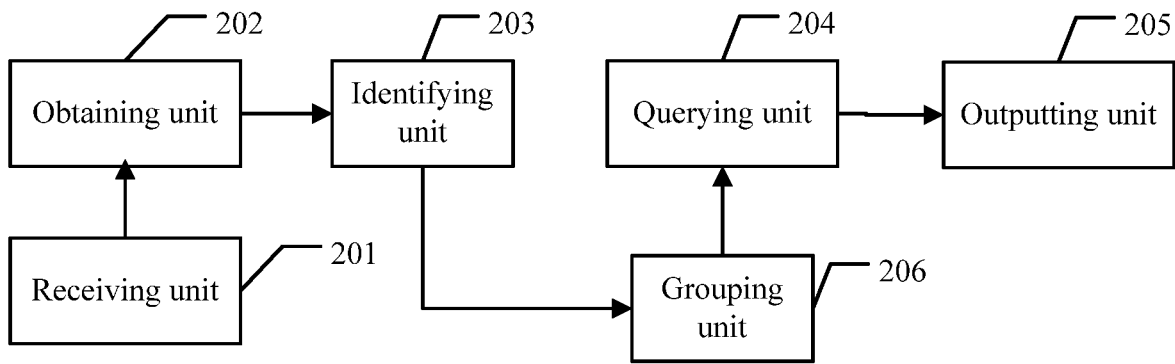 202
203
204
205
Obtaining unit
Identifying
unit
Querying unit
Outputting unit
Receiving unit
201
Grouping
unit
206